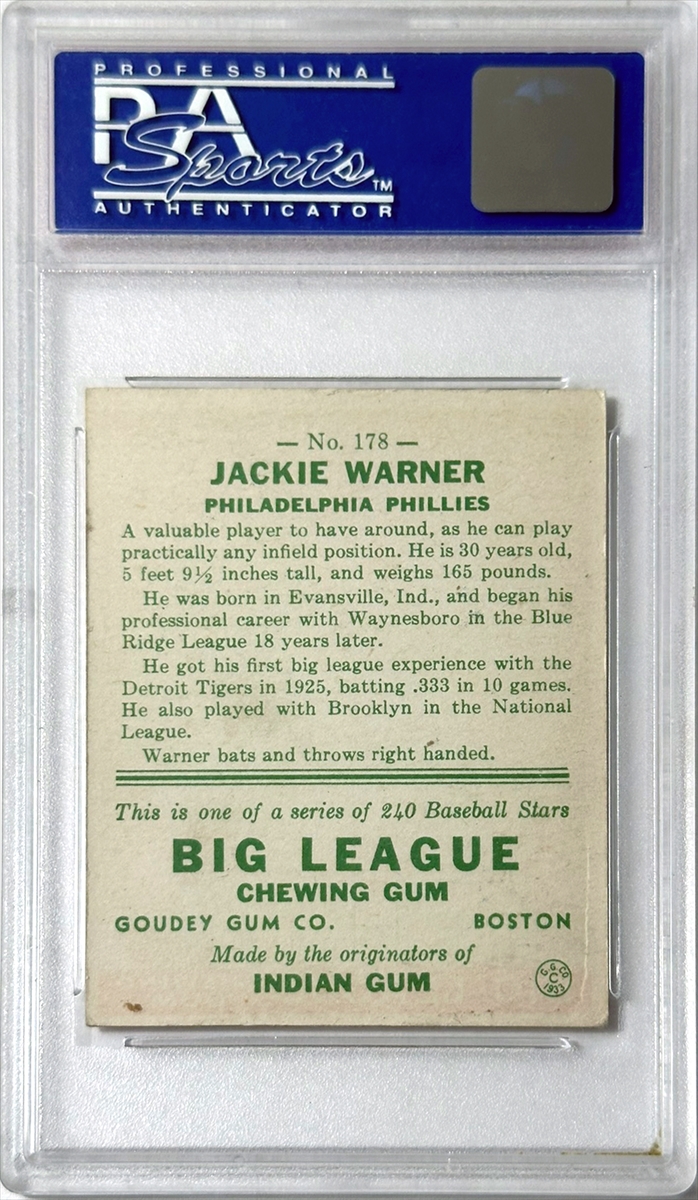 PROFESSIONAL
PSA
Sports™
AUTHENTICATOR
— No. 178 —
JACKIE WARNER
PHILADELPHIA PHILLIES
A valuable player to have around, as he can play
practically any infield position. He is 30 years old,
5 feet 9½ inches tall, and weighs 165 pounds.
He was born in Evansville, Ind., and began his
professional career with Waynesboro in the Blue
Ridge League 18 years later.
He got his first big league experience with the
Detroit Tigers in 1925, batting .333 in 10 games.
He also played with Brooklyn in the National
League.
Warner bats and throws right handed.
This is one of a series of 240 Baseball Stars
BIG LEAGUE
CHEWING GUM
GOUDEY GUM CO. BOSTON
Made by the originators of
INDIAN GUM
G. G. CO
C
1933